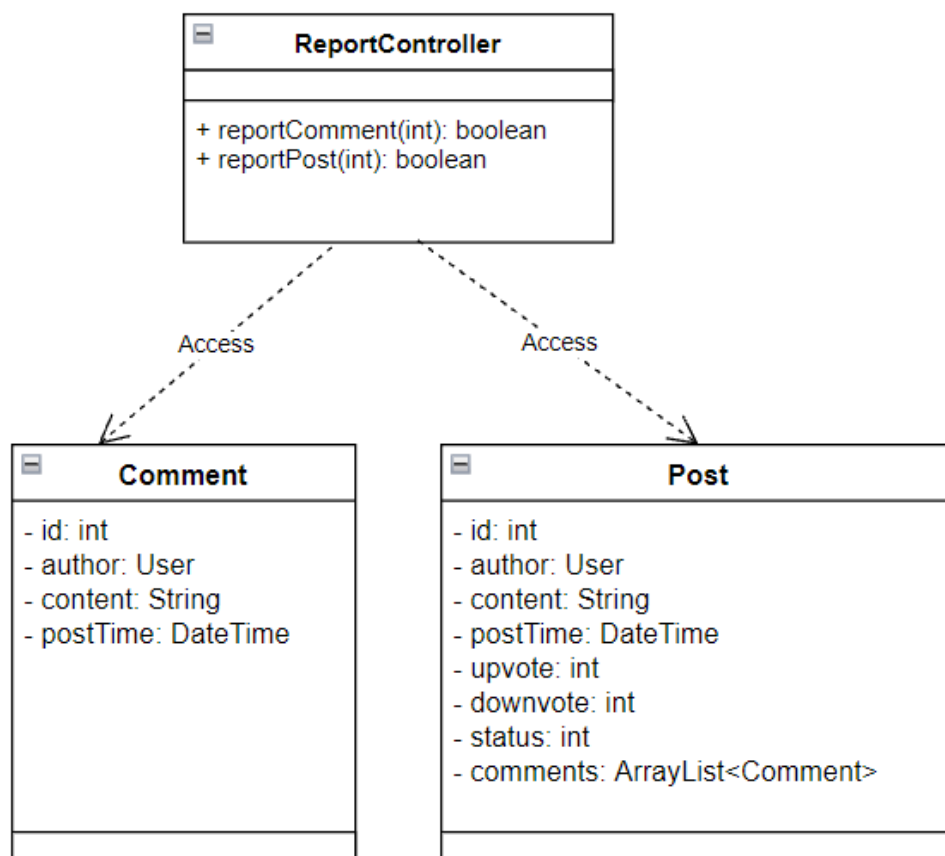 ReportController
+ reportComment(int): boolean
+ reportPost(int): boolean
Access
Access
Comment
- id: int
- author: User
- content: String
- postTime: DateTime
Post
- id: int
- author: User
- content: String
- postTime: DateTime
- upvote: int
- downvote: int
- status: int
- comments: ArrayList<Comment>